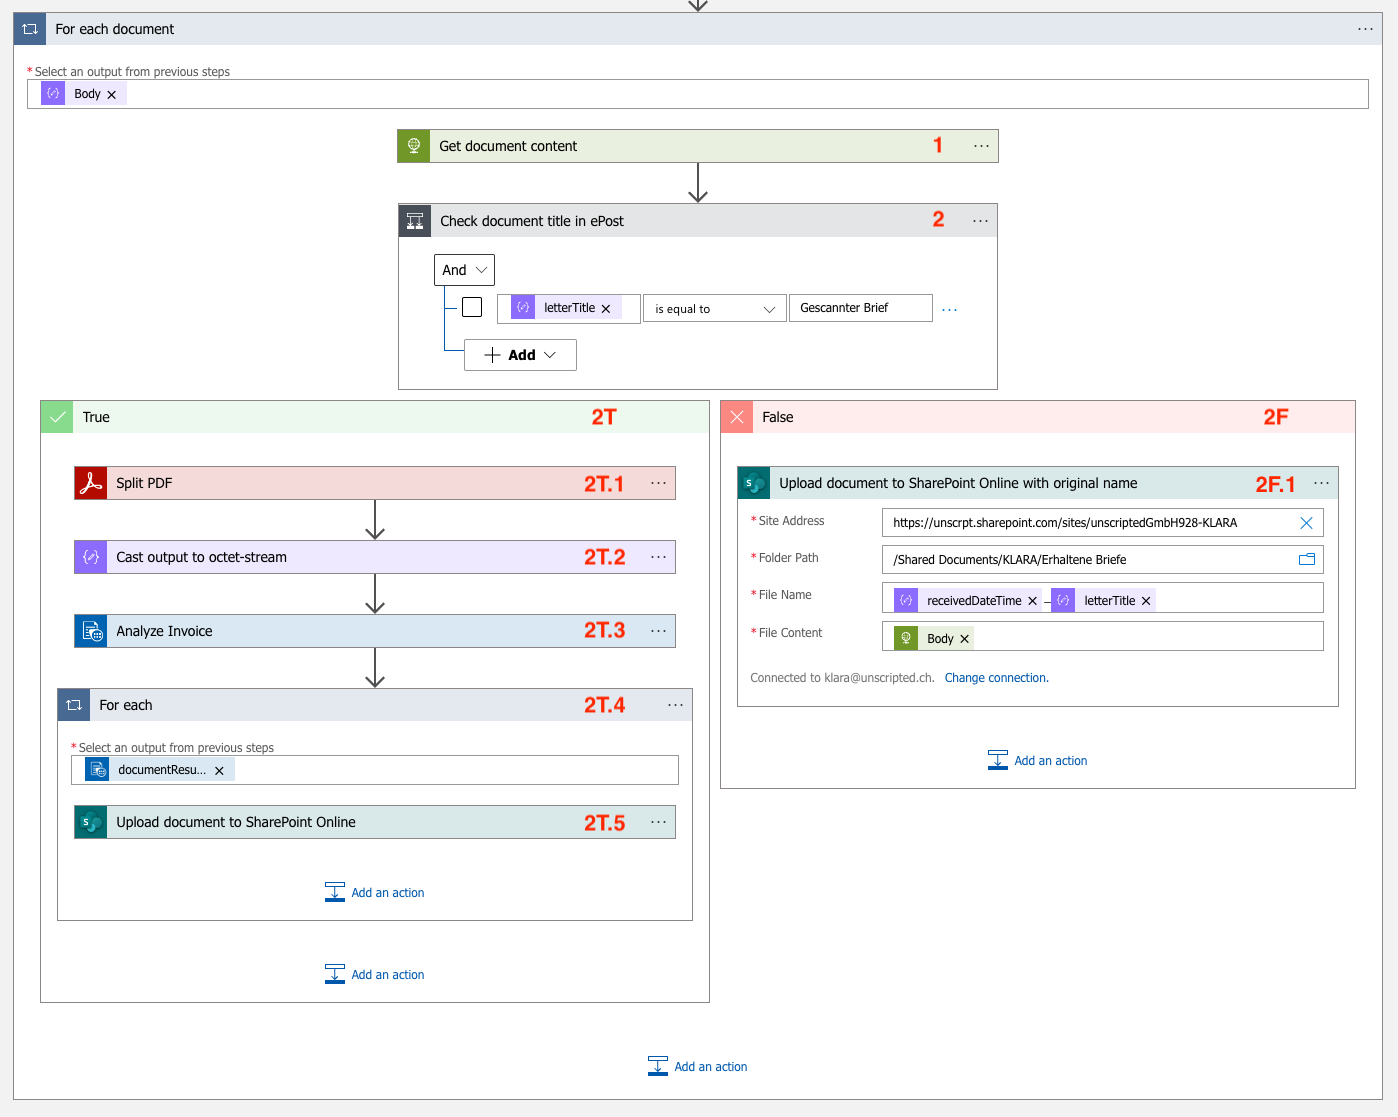 For each document
* Select an output from previous steps
Body
Get document content 1
Check document title in ePost 2
And
letterTitle is equal to Gescannter Brief
Add
True 2T
Split PDF 2T.1
Cast output to octet-stream 2T.2
Analyze Invoice 2T.3
For each 2T.4
* Select an output from previous steps
documentResu...
Upload document to SharePoint Online 2T.5
Add an action
Add an action
False 2F
Upload document to SharePoint Online with original name 2F.1
* Site Address https://unscrpt.sharepoint.com/sites/unscriptedGmbH928-KLARA
* Folder Path /Shared Documents/KLARA/Erhaltene Briefe
* File Name receivedDateTime _ letterTitle
* File Content Body
Connected to klara@unscripted.ch. Change connection.
Add an action
Add an action